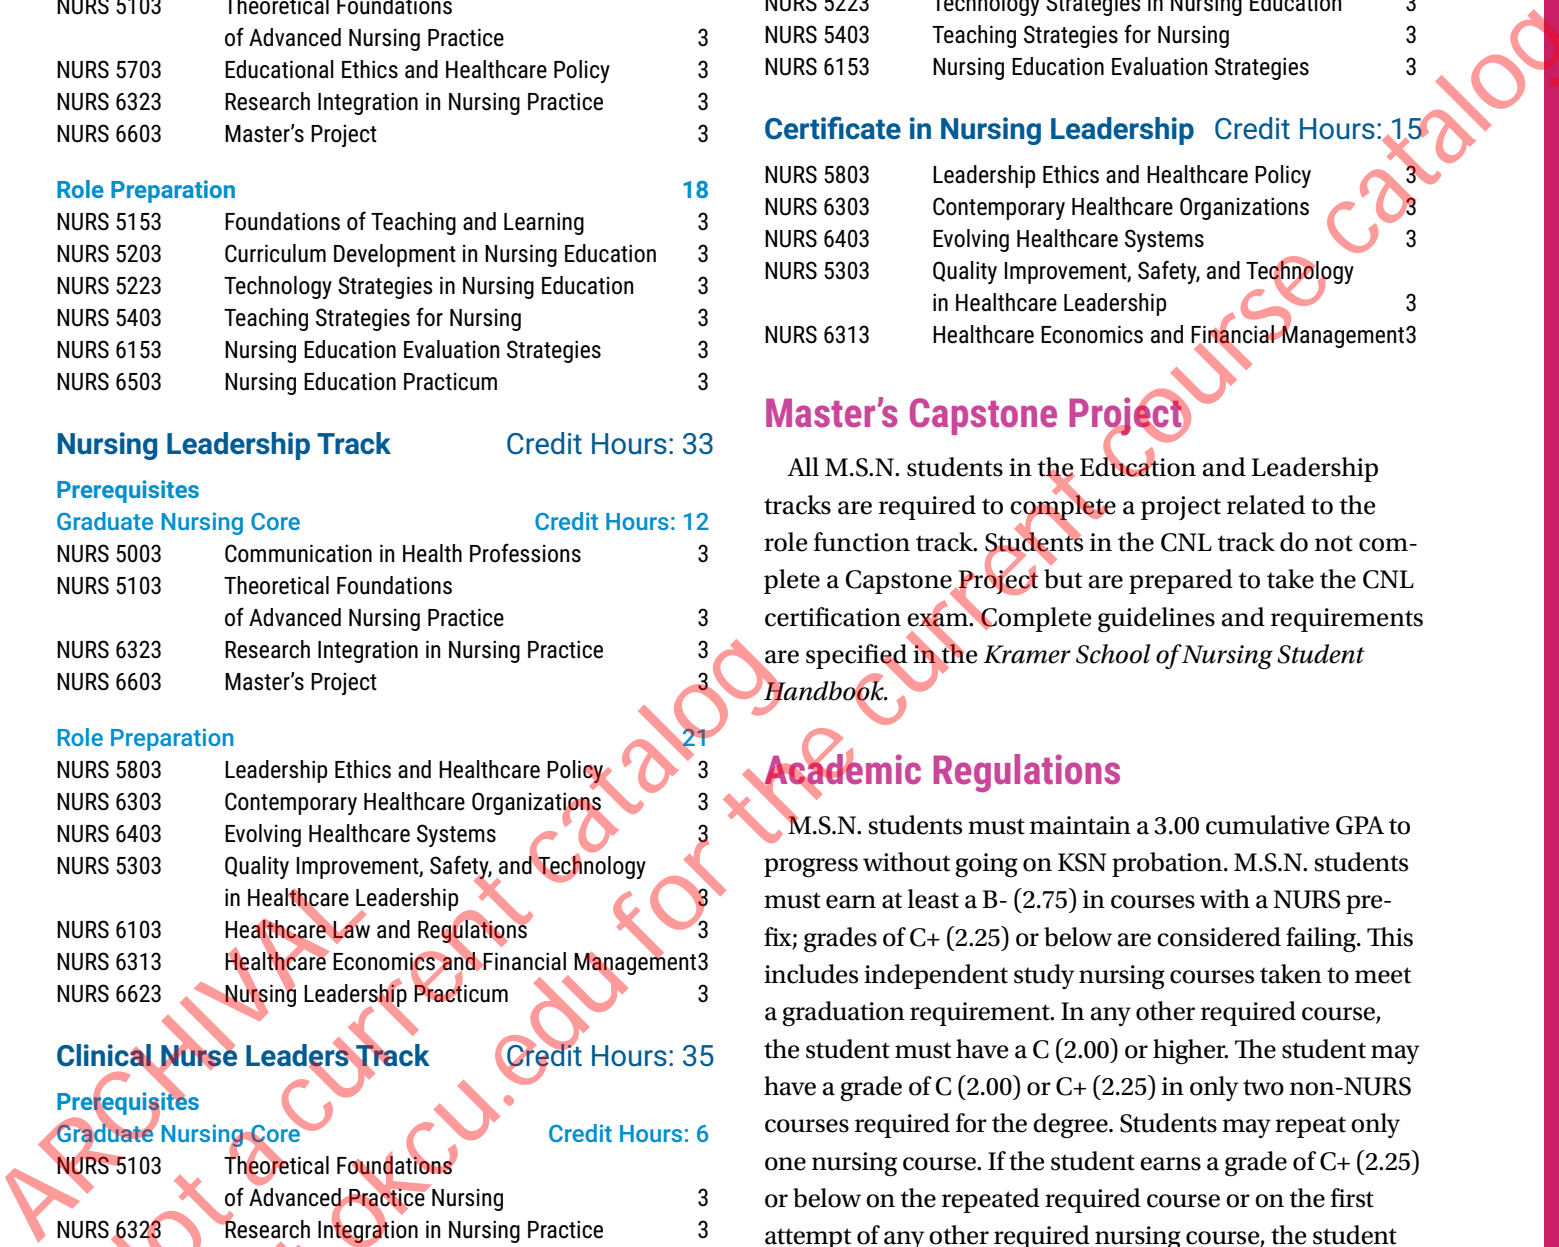 NURS 5103 Theoretical Foundations
of Advanced Nursing Practice 3
NURS 5703 Educational Ethics and Healthcare Policy 3
NURS 6323 Research Integration in Nursing Practice 3
NURS 6603 Master’s Project 3
Role Preparation 18
NURS 5153 Foundations of Teaching and Learning 3
NURS 5203 Curriculum Development in Nursing Education 3
NURS 5223 Technology Strategies in Nursing Education 3
NURS 5403 Teaching Strategies for Nursing 3
NURS 6153 Nursing Education Evaluation Strategies 3
NURS 6503 Nursing Education Practicum 3
Nursing Leadership Track Credit Hours: 33
Prerequisites
Graduate Nursing Core Credit Hours: 12
NURS 5003 Communication in Health Professions 3
NURS 5103 Theoretical Foundations
of Advanced Nursing Practice 3
NURS 6323 Research Integration in Nursing Practice 3
NURS 6603 Master’s Project 3
Role Preparation 21
NURS 5803 Leadership Ethics and Healthcare Policy 3
NURS 6303 Contemporary Healthcare Organizations 3
NURS 6403 Evolving Healthcare Systems 3
NURS 5303 Quality Improvement, Safety, and Technology
in Healthcare Leadership 3
NURS 6103 Healthcare Law and Regulations 3
NURS 6313 Healthcare Economics and Financial Management3
NURS 6623 Nursing Leadership Practicum 3
Clinical Nurse Leaders Track Credit Hours: 35
Prerequisites
Graduate Nursing Core Credit Hours: 6
NURS 5103 Theoretical Foundations
of Advanced Practice Nursing 3
NURS 6323 Research Integration in Nursing Practice 3
NURS 5223 Technology Strategies in Nursing Education 3
NURS 5403 Teaching Strategies for Nursing 3
NURS 6153 Nursing Education Evaluation Strategies 3
Certificate in Nursing Leadership Credit Hours: 15
NURS 5803 Leadership Ethics and Healthcare Policy 3
NURS 6303 Contemporary Healthcare Organizations 3
NURS 6403 Evolving Healthcare Systems 3
NURS 5303 Quality Improvement, Safety, and Technology
in Healthcare Leadership 3
NURS 6313 Healthcare Economics and Financial Management3
Master’s Capstone Project
All M.S.N. students in the Education and Leadership
tracks are required to complete a project related to the
role function track. Students in the CNL track do not com-
plete a Capstone Project but are prepared to take the CNL
certification exam. Complete guidelines and requirements
are specified in the Kramer School of Nursing Student
Handbook.
Academic Regulations
M.S.N. students must maintain a 3.00 cumulative GPA to
progress without going on KSN probation. M.S.N. students
must earn at least a B- (2.75) in courses with a NURS pre-
fix; grades of C+ (2.25) or below are considered failing. This
includes independent study nursing courses taken to meet
a graduation requirement. In any other required course,
the student must have a C (2.00) or higher. The student may
have a grade of C (2.00) or C+ (2.25) in only two non-NURS
courses required for the degree. Students may repeat only
one nursing course. If the student earns a grade of C+ (2.25)
or below on the repeated required course or on the first
attempt of any other required nursing course, the student
ARCHIVAL
not a current catalog
okcu.edu for the current course catalog